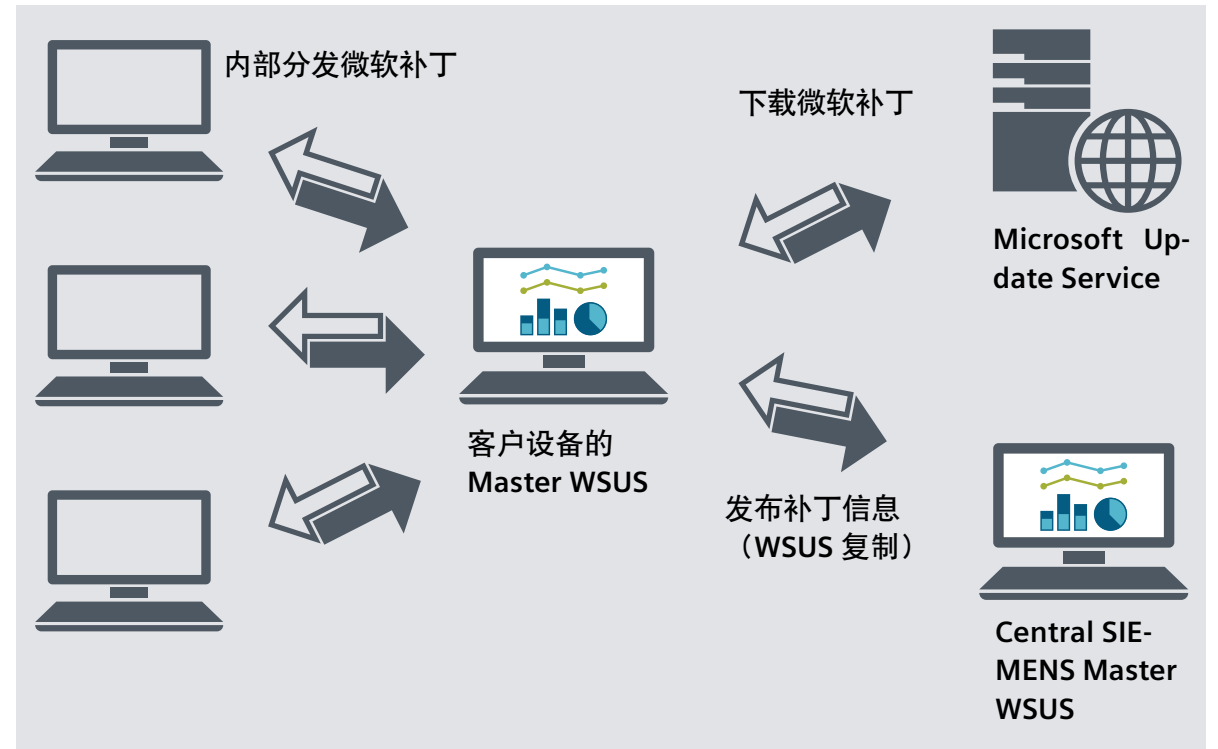 内部分发微软补丁
下载微软补丁
Microsoft Up-
date Service
客户设备的
Master WSUS
发布补丁信息
（WSUS 复制）
Central SIE-
MENS Master
WSUS